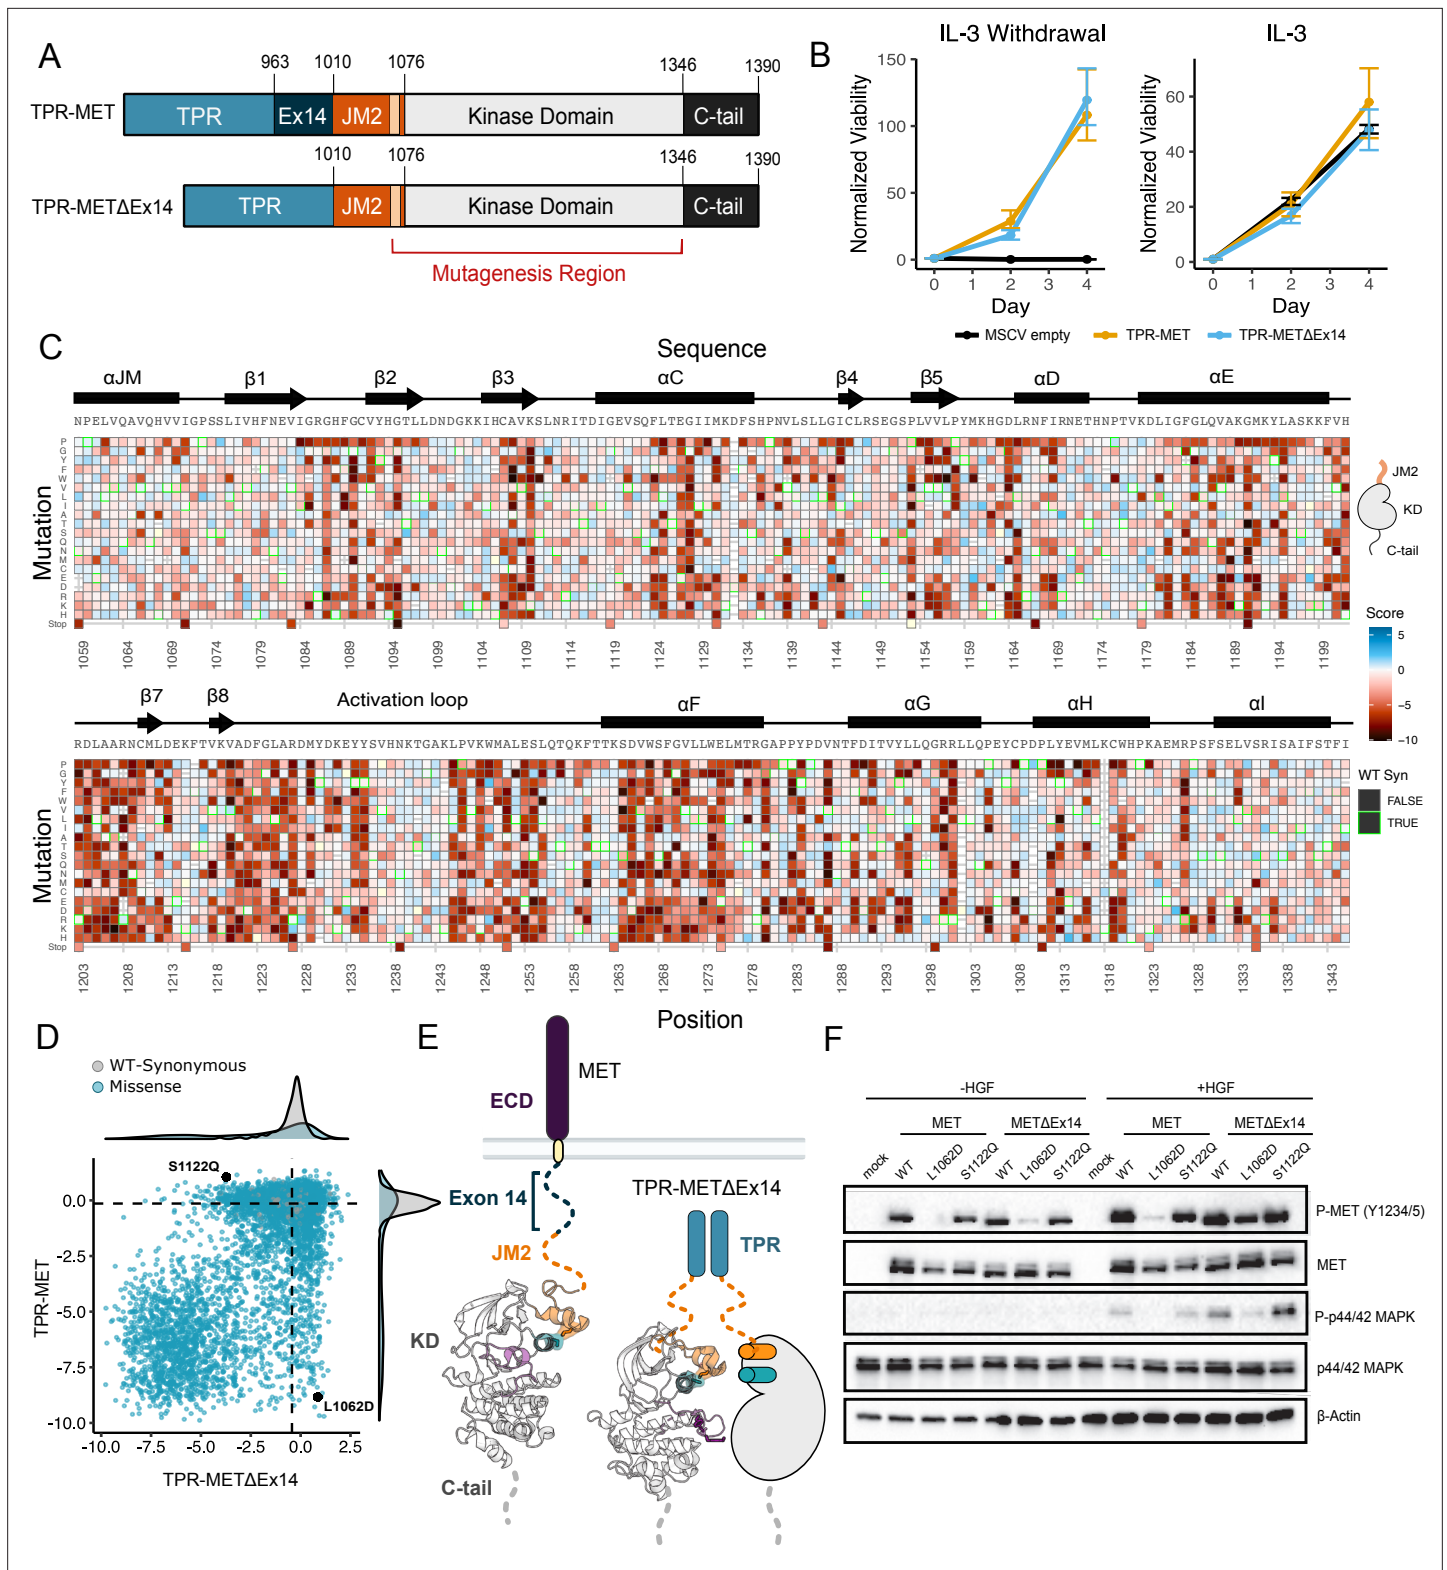 A
963 1010 1076 1346 1390
TPR-MET
TPR Ex14 JM2 Kinase Domain C-tail
1010 1076 1346 1390
TPR-METΔEx14
TPR JM2 Kinase Domain C-tail
Mutagenesis Region
B
IL-3 Withdrawal
Normalized Viability
150
100
50
0
0 1 2 3 4
Day
IL-3
Normalized Viability
60
40
20
0
0 1 2 3 4
Day
MSCV empty TPR-MET TPR-METΔEx14
C
Sequence
αJM β1 β2 β3 αC β4 β5 αD αE
NPELVQAVQHVVIGPSSLIVHFNEVIGRGHFGCVYHGTLLDNDGKKIHCAVKSLNRITDIGEVSQFLTEGIIMKDFSHPNVLSLLGICLRSEGSPLVVLPYMKHGDLRNFIRNETHNPTVKDLIGFGLQVAKGMKYLASKKFVH
Mutation
P
G
Y
F
W
V
L
I
A
T
S
Q
N
M
C
E
D
R
K
H
Stop
1059 1064 1069 1074 1079 1084 1089 1094 1099 1104 1109 1114 1119 1124 1129 1134 1139 1144 1149 1154 1159 1164 1169 1174 1179 1184 1189 1194 1199
JM2
KD
C-tail
Score
5
0
−5
−10
WT Syn
FALSE
TRUE
β7 β8 Activation loop αF αG αH αI
RDLAARNCMLDEKFTVKVADFGLARDMYDKEYYSVHNKTGAKLPVKWMALESLQTQKFTTKSDVWSFGVLLWELMTRGAPPYPDVNTFDITVYLLQGRRLLQPEYCPDPLYEVMLKCWHPKAEMRPSFSELVSRISAIFSTFI
Mutation
P
G
Y
F
W
V
L
I
A
T
S
Q
N
M
C
E
D
R
K
H
Stop
1203 1208 1213 1218 1223 1228 1233 1238 1243 1248 1253 1258 1263 1268 1273 1278 1283 1288 1293 1298 1303 1308 1313 1318 1323 1328 1333 1338 1343
Position
D
WT-Synonymous
Missense
S1122Q
L1062D
TPR-MET
0.0
-2.5
-5.0
-7.5
-10.0
-10.0 -7.5 -5.0 -2.5 0.0 2.5
TPR-METΔEx14
E
MET
ECD
Exon 14
JM2
KD
C-tail
TPR-METΔEx14
TPR
F
-HGF +HGF
MET METΔEx14 MET METΔEx14
mock WT L1062D S1122Q WT L1062D S1122Q mock WT L1062D S1122Q WT L1062D S1122Q
P-MET (Y1234/5)
MET
P-p44/42 MAPK
p44/42 MAPK
β-Actin